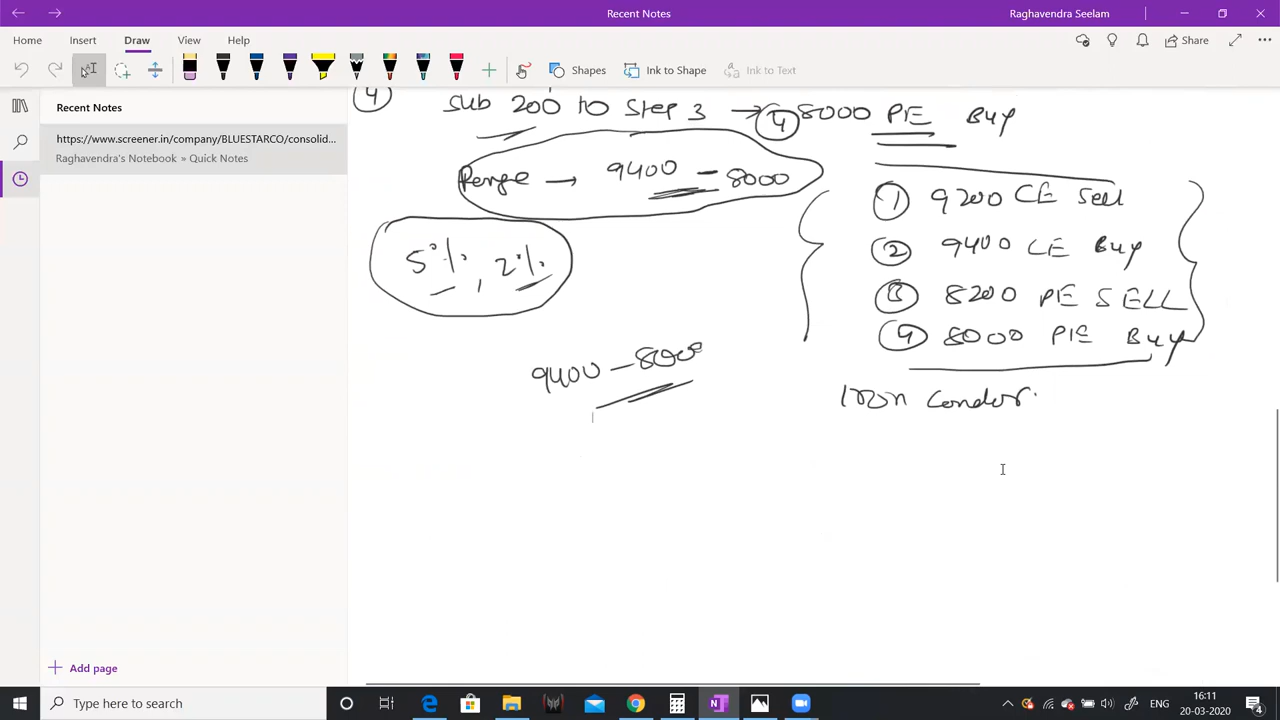 Recent Notes
Raghavendra Seelam
Home
Insert
Draw
View
Help
Share
Shapes
Ink to Shape
Ink to Text
Recent Notes
https://www.screener.in/company/BLUESTARCO/consolid...
Raghavendra's Notebook » Quick Notes
Add page
4 Sub 200 to Step 3 → 4 8000 PE Buy
Range → 9400 - 8000
5%, 2%
9400 - 8000
1 9200 CE Sell
2 9400 CE Buy
3 8200 PE SELL
4 8000 PE Buy
Iron Condor.
Type here to search
ENG
16:11
20-03-2020